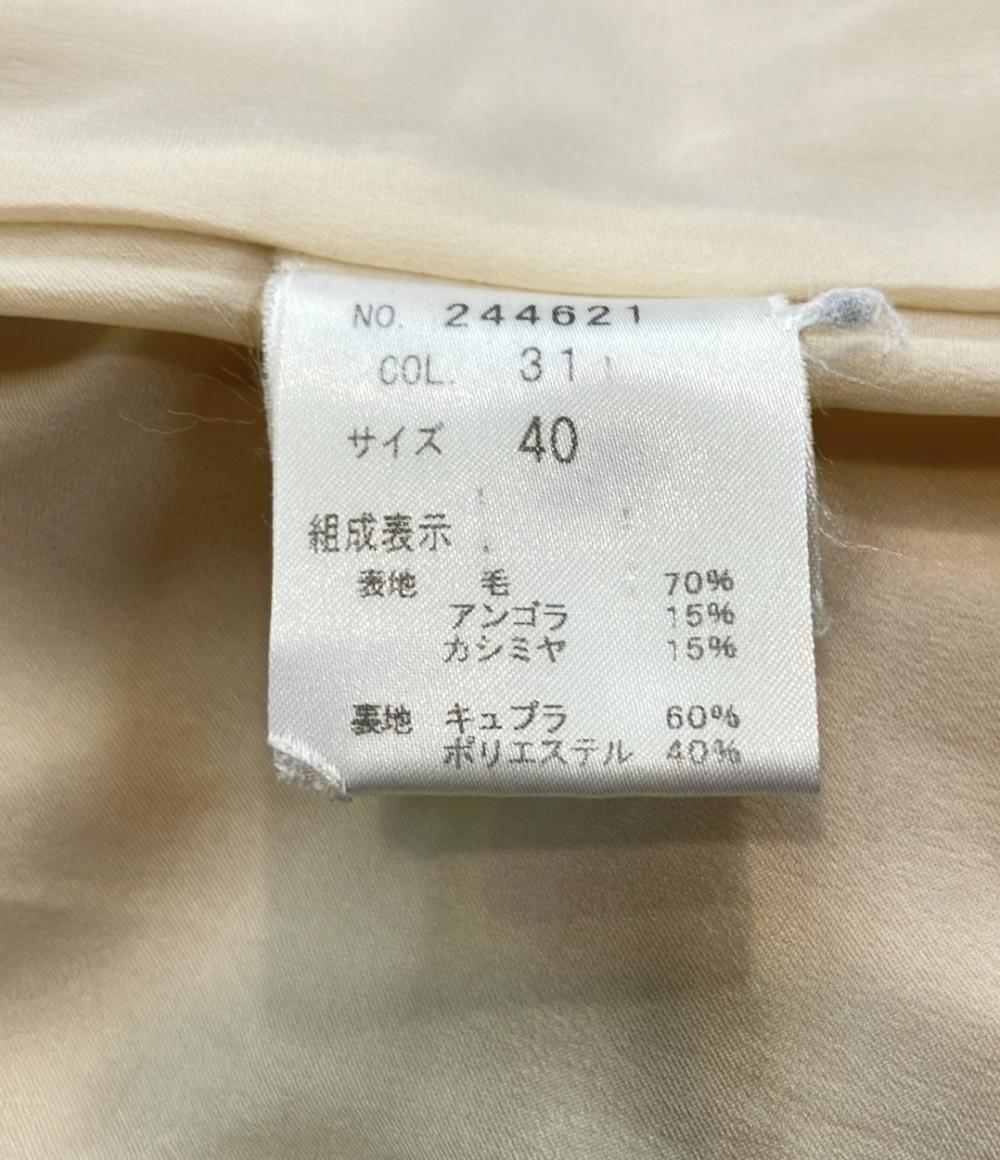 NO. 244621
COL. 31
サイズ 40
組成表示
表地 毛 70%
アンゴラ 15%
カシミヤ 15%
裏地 キュプラ 60%
ポリエステル 40%